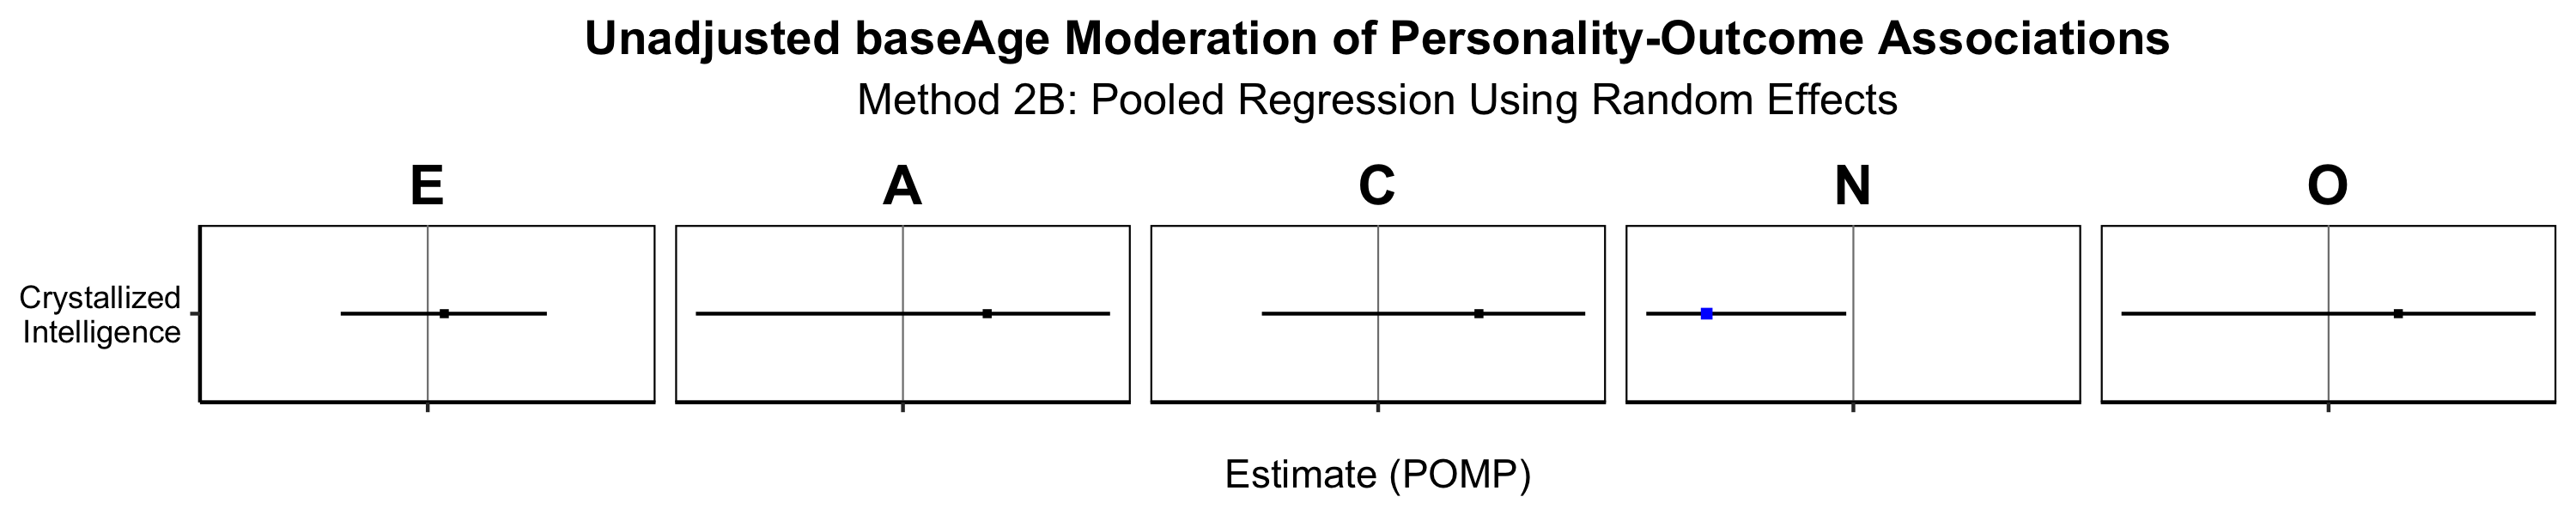 Unadjusted baseAge Moderation of Personality-Outcome Associations
Method 2B: Pooled Regression Using Random Effects
E A C N O
Crystallized
Intelligence
Estimate (POMP)